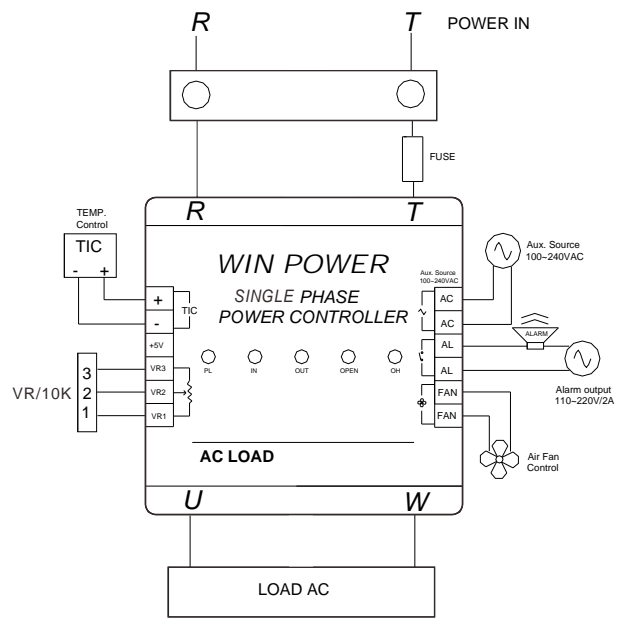 R T POWER IN
FUSE
R T
TEMP.
Control
TIC
- +
WIN POWER
SINGLE PHASE
POWER CONTROLLER
Aux. Source
100~240VAC
Aux. Source
100~240VAC
+
-
TIC
+5V
VR3
VR2
VR1
VR/10K
3
2
1
PL IN OUT OPEN OH
AC
AC
AL
AL
FAN
FAN
ALARM
Alarm output
110~220V/2A
Air Fan
Control
AC LOAD
U W
LOAD AC